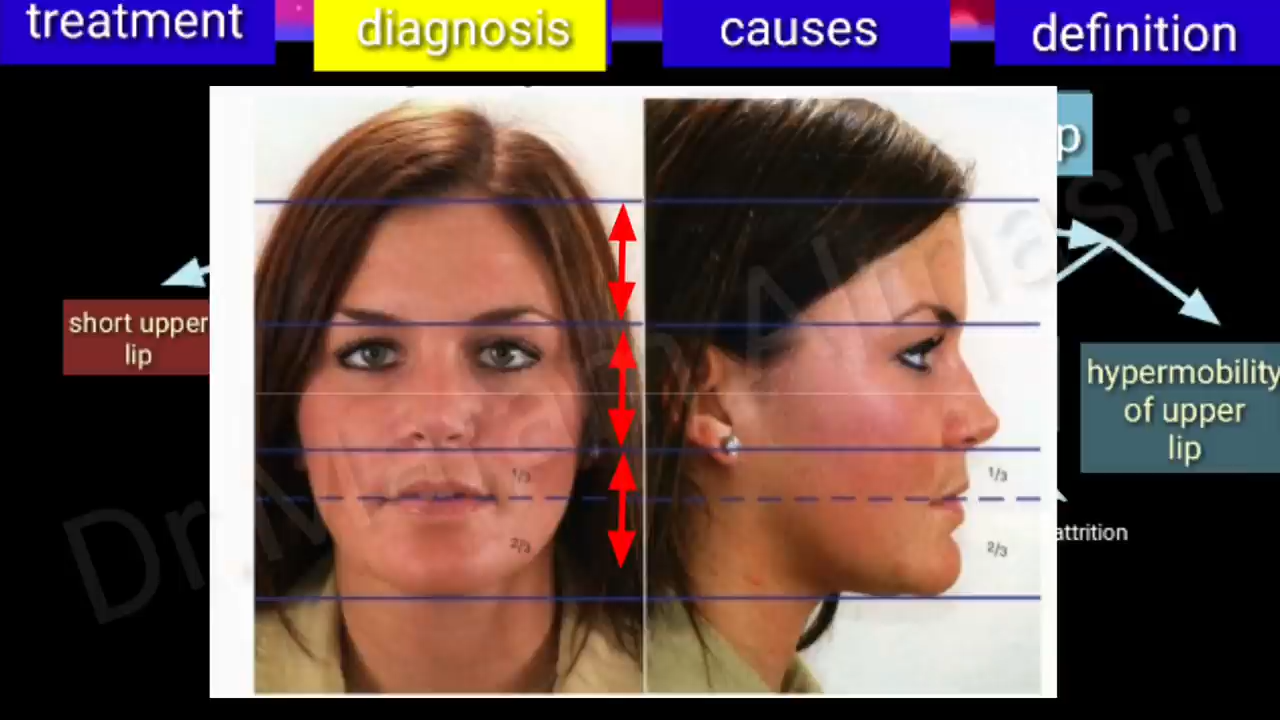 treatment
diagnosis
causes
definition
p
short upper
lip
hypermobility
of upper
lip
1/3
1/3
2/3
2/3
attrition